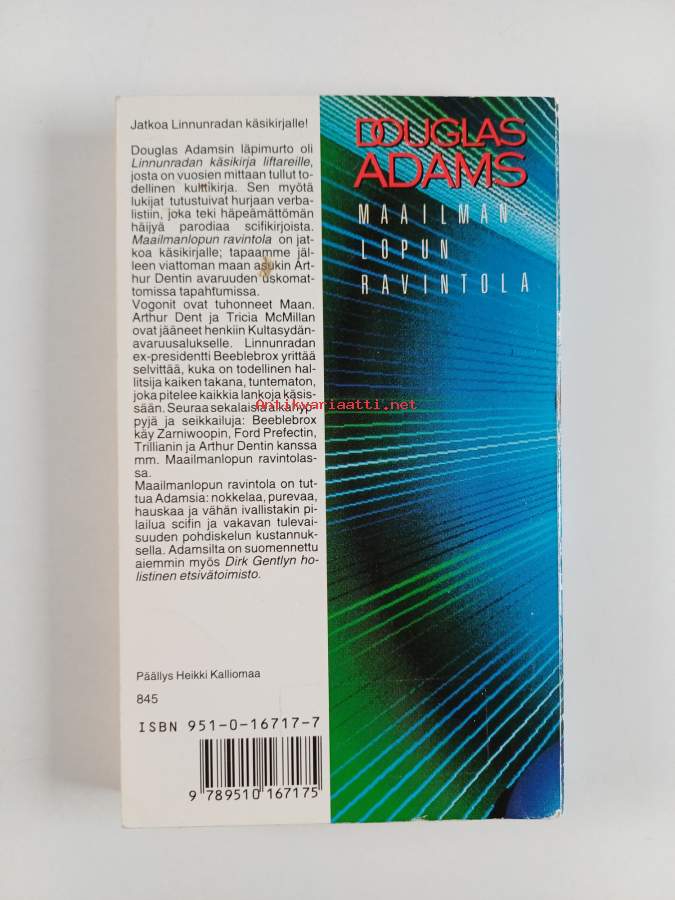 Jatkoa Linnunradan käsikirjalle!
Douglas Adamsin läpimurto oli
Linnunradan käsikirja liftareille,
josta on vuosien mittaan tullut to-
dellinen kulttikirja. Sen myötä
lukijat tutustuivat hurjaan verba-
listiin, joka teki häpeämättömän
häijyä parodiaa scifikirjoista.
Maailmanlopun ravintola on jat-
koa käsikirjalle; tapaamme jäl-
leen viattoman maan asukin Art-
hur Dentin avaruuden uskomat-
tomissa tapahtumissa.
Vogonit ovat tuhonneet Maan.
Arthur Dent ja Tricia McMillan
ovat jääneet henkiin Kultasydän-
avaruusalukselle. Linnunradan
ex-presidentti Beeblebrox yrittää
selvittää, kuka on todellinen hal-
litsija kaiken takana, tuntematon,
joka pitelee kaikkia lankoja käsis-
sään. Seuraa sekalaisia aikahyp-
pyjä ja seikkailuja: Beeblebrox
käy Zarniwoopin, Ford Prefectin,
Trillianin ja Arthur Dentin kanssa
mm. Maailmanlopun ravintolas-
sa.
Maailmanlopun ravintola on tut-
tua Adamsia: nokkelaa, purevaa,
hauskaa ja vähän ivallistakin pi-
lailua scifin ja vakavan tulevai-
suuden pohdiskelun kustannuk-
sella. Adamsilta on suomennettu
aiemmin myös Dirk Gentlyn ho-
listinen etsivätoimisto.
Päällys Heikki Kalliomaa
845
ISBN 951-0-16717-7
9 789510 167175
DOUGLAS
ADAMS
MAAILMAN-
LOPUN
RAVINTOLA
Antikvariaatti.net